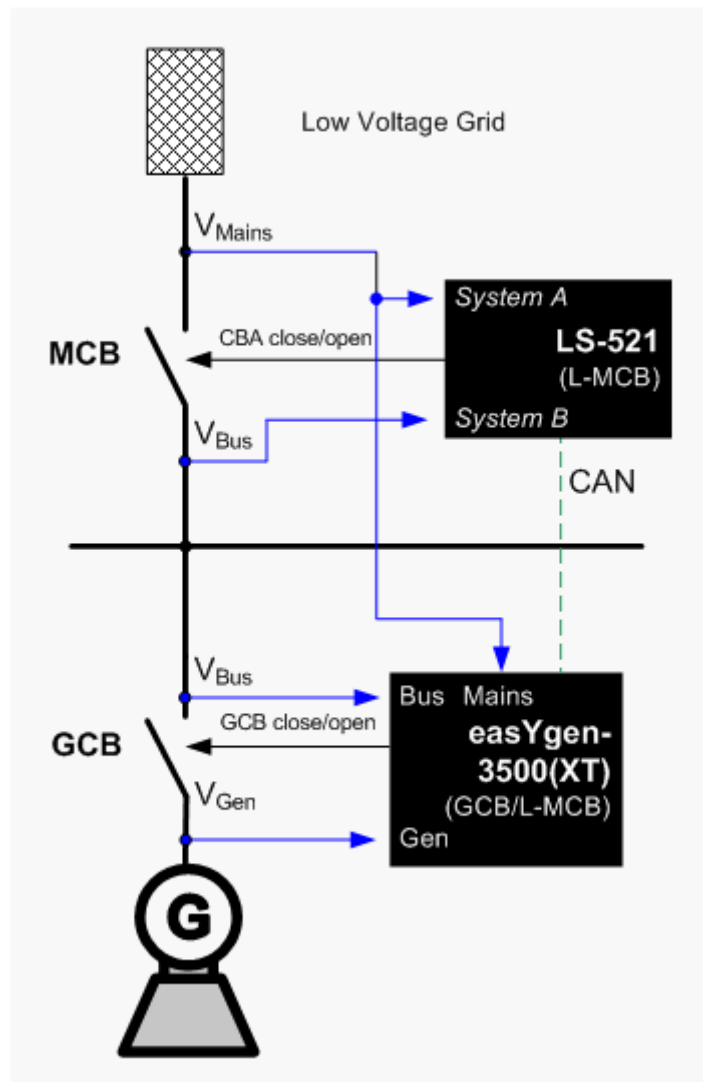 Low Voltage Grid
VMains
System A
CBA close/open
LS-521
MCB
(L-MCB)
System B
VBus
CAN
VBus
Bus Mains
GCB close/open
easYgen-
GCB
3500(XT)
(GCB/L-MCB)
VGen
Gen
G